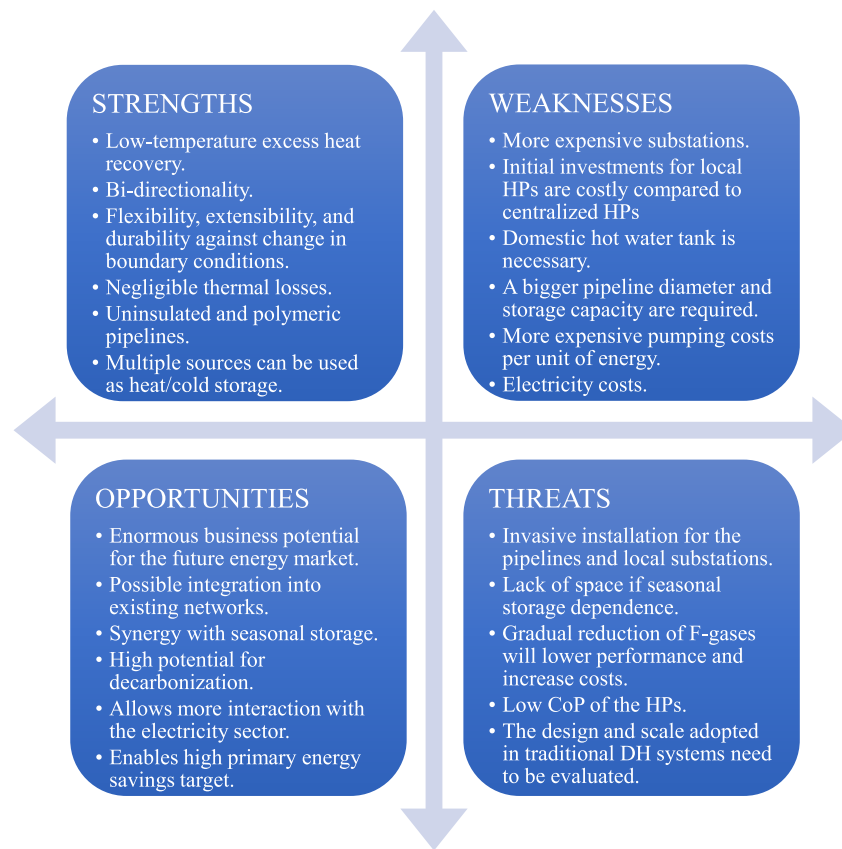 STRENGTHS
• Low-temperature excess heat
recovery.
• Bi-directionality.
• Flexibility, extensibility, and
durability against change in
boundary conditions.
• Negligible thermal losses.
• Uninsulated and polymeric
pipelines.
• Multiple sources can be used
as heat/cold storage.
WEAKNESSES
• More expensive substations.
• Initial investments for local
HPs are costly compared to
centralized HPs
• Domestic hot water tank is
necessary.
• A bigger pipeline diameter and
storage capacity are required.
• More expensive pumping costs
per unit of energy.
• Electricity costs.
OPPORTUNITIES
• Enormous business potential
for the future energy market.
• Possible integration into
existing networks.
• Synergy with seasonal storage.
• High potential for
decarbonization.
• Allows more interaction with
the electricity sector.
• Enables high primary energy
savings target.
THREATS
• Invasive installation for the
pipelines and local substations.
• Lack of space if seasonal
storage dependence.
• Gradual reduction of F-gases
will lower performance and
increase costs.
• Low CoP of the HPs.
• The design and scale adopted
in traditional DH systems need
to be evaluated.